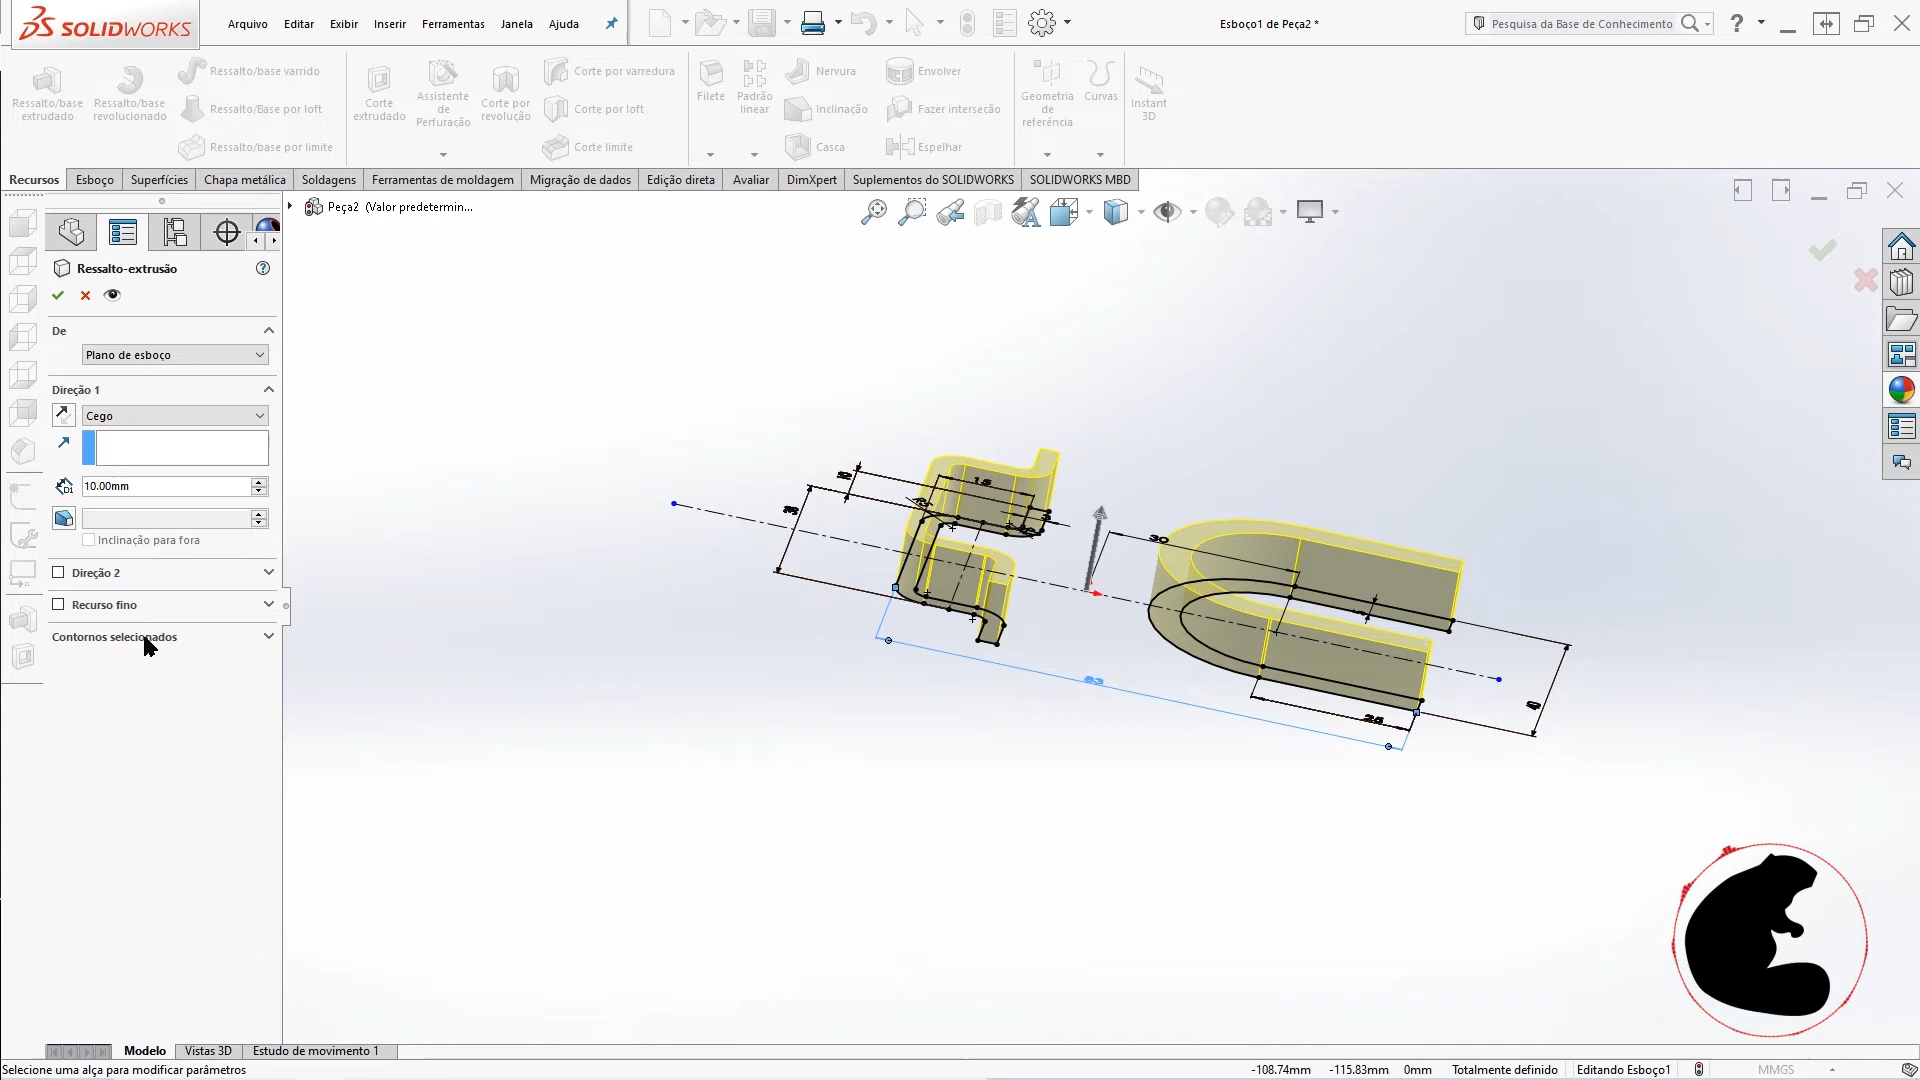 SOLIDWORKS
Arquivo Editar Exibir Inserir Ferramentas Janela Ajuda
Esboço1 de Peça2 *
Pesquisa da Base de Conhecimento
?
Ressalto/base extrudado
Ressalto/base revolucionado
Ressalto/base varrido
Ressalto/Base por loft
Ressalto/base por limite
Corte extrudado
Assistente de Perfuração
Corte por revolução
Corte por varredura
Corte por loft
Corte limite
Filete
Padrão linear
Nervura
Inclinação
Casca
Envolver
Fazer interseção
Espelhar
Geometria de referência
Curvas
Instant 3D
Recursos Esboço Superfícies Chapa metálica Soldagens Ferramentas de moldagem Migração de dados Edição direta Avaliar DimXpert Suplementos do SOLIDWORKS SOLIDWORKS MBD
Peça2 (Valor predetermin...
Ressalto-extrusão
De
Plano de esboço
Direção 1
Cego
D1
10.00mm
Inclinação para fora
Direção 2
Recurso fino
Contornos selecionados
15
30
63
25
Modelo Vistas 3D Estudo de movimento 1
Selecione uma alça para modificar parâmetros
-108.74mm -115.83mm 0mm Totalmente definido Editando Esboço1 MMGS